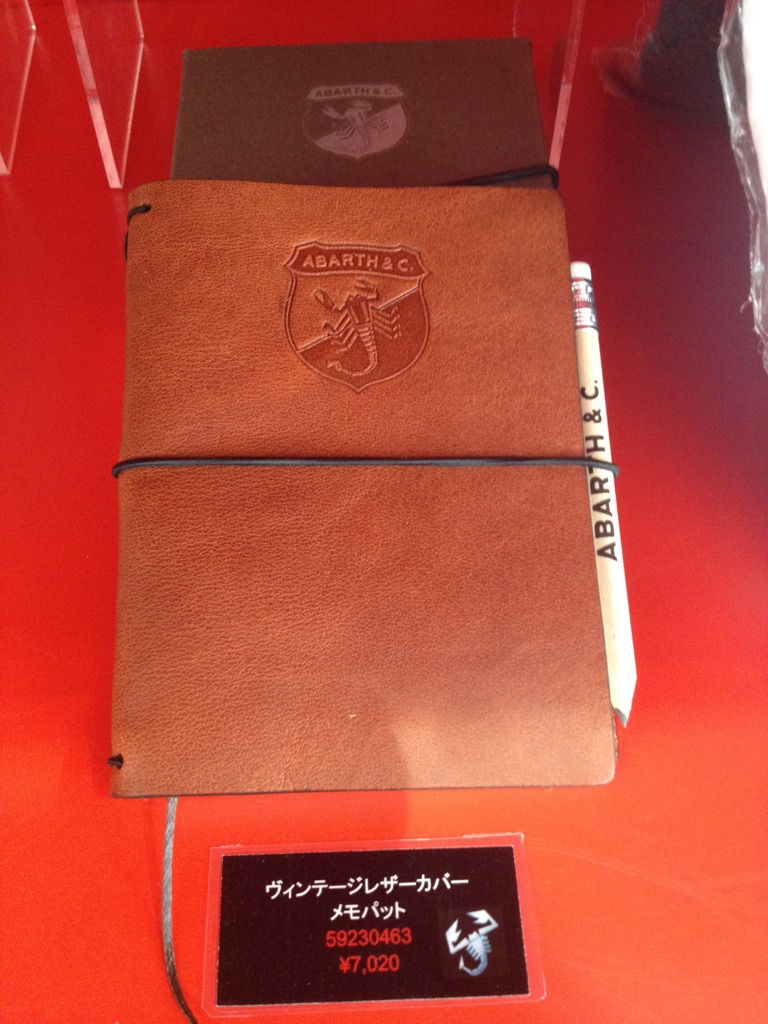 ABARTH & C.
ABARTH & C.
ABARTH & C.
ヴィンテージレザーカバー
メモパット
59230463
¥7,020